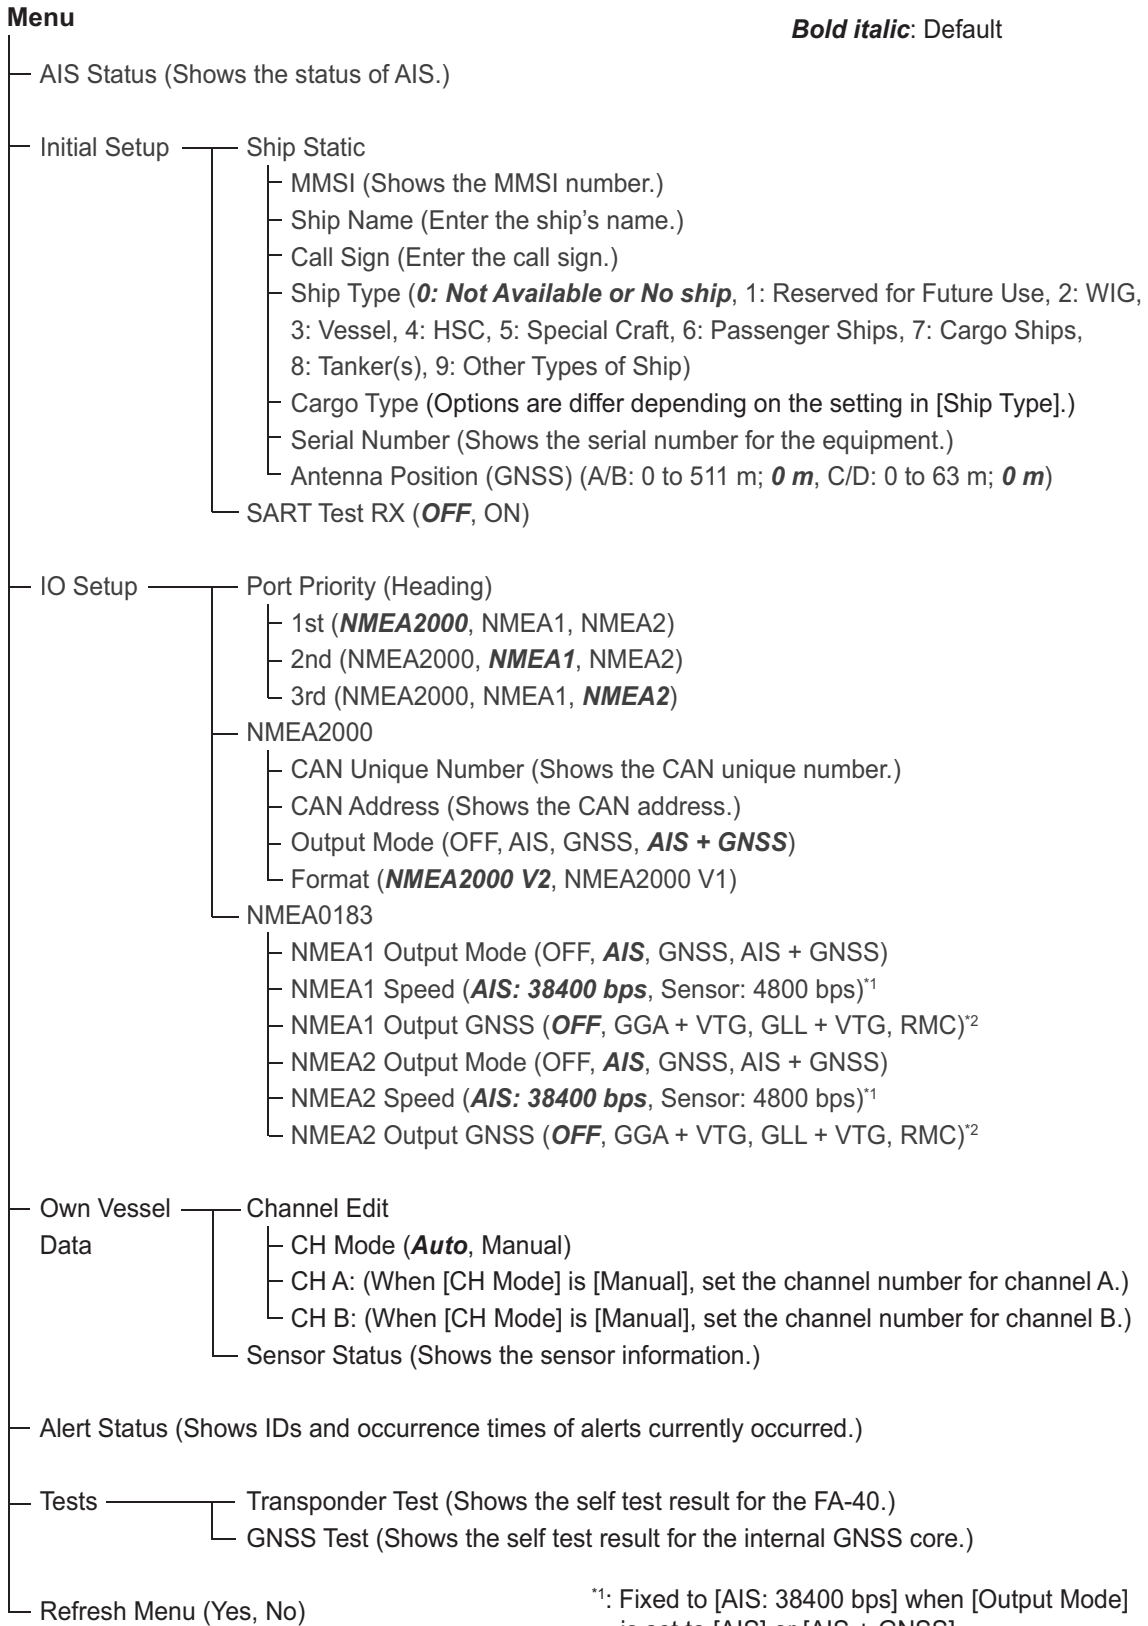 Menu
Bold italic: Default
AIS Status (Shows the status of AIS.)
Initial Setup
Ship Static
MMSI (Shows the MMSI number.)
Ship Name (Enter the ship's name.)
Call Sign (Enter the call sign.)
Ship Type (0: Not Available or No ship, 1: Reserved for Future Use, 2: WIG,
3: Vessel, 4: HSC, 5: Special Craft, 6: Passenger Ships, 7: Cargo Ships,
8: Tanker(s), 9: Other Types of Ship)
Cargo Type (Options are differ depending on the setting in [Ship Type].)
Serial Number (Shows the serial number for the equipment.)
Antenna Position (GNSS) (A/B: 0 to 511 m; 0 m, C/D: 0 to 63 m; 0 m)
SART Test RX (OFF, ON)
IO Setup
Port Priority (Heading)
1st (NMEA2000, NMEA1, NMEA2)
2nd (NMEA2000, NMEA1, NMEA2)
3rd (NMEA2000, NMEA1, NMEA2)
NMEA2000
CAN Unique Number (Shows the CAN unique number.)
CAN Address (Shows the CAN address.)
Output Mode (OFF, AIS, GNSS, AIS + GNSS)
Format (NMEA2000 V2, NMEA2000 V1)
NMEA0183
NMEA1 Output Mode (OFF, AIS, GNSS, AIS + GNSS)
NMEA1 Speed (AIS: 38400 bps, Sensor: 4800 bps)*1
NMEA1 Output GNSS (OFF, GGA + VTG, GLL + VTG, RMC)*2
NMEA2 Output Mode (OFF, AIS, GNSS, AIS + GNSS)
NMEA2 Speed (AIS: 38400 bps, Sensor: 4800 bps)*1
NMEA2 Output GNSS (OFF, GGA + VTG, GLL + VTG, RMC)*2
Own Vessel
Data
Channel Edit
CH Mode (Auto, Manual)
CH A: (When [CH Mode] is [Manual], set the channel number for channel A.)
CH B: (When [CH Mode] is [Manual], set the channel number for channel B.)
Sensor Status (Shows the sensor information.)
Alert Status (Shows IDs and occurrence times of alerts currently occurred.)
Tests
Transponder Test (Shows the self test result for the FA-40.)
GNSS Test (Shows the self test result for the internal GNSS core.)
Refresh Menu (Yes, No)
*1: Fixed to [AIS: 38400 bps] when [Output Mode]
is set to [AIS] or [AIS + GNSS]